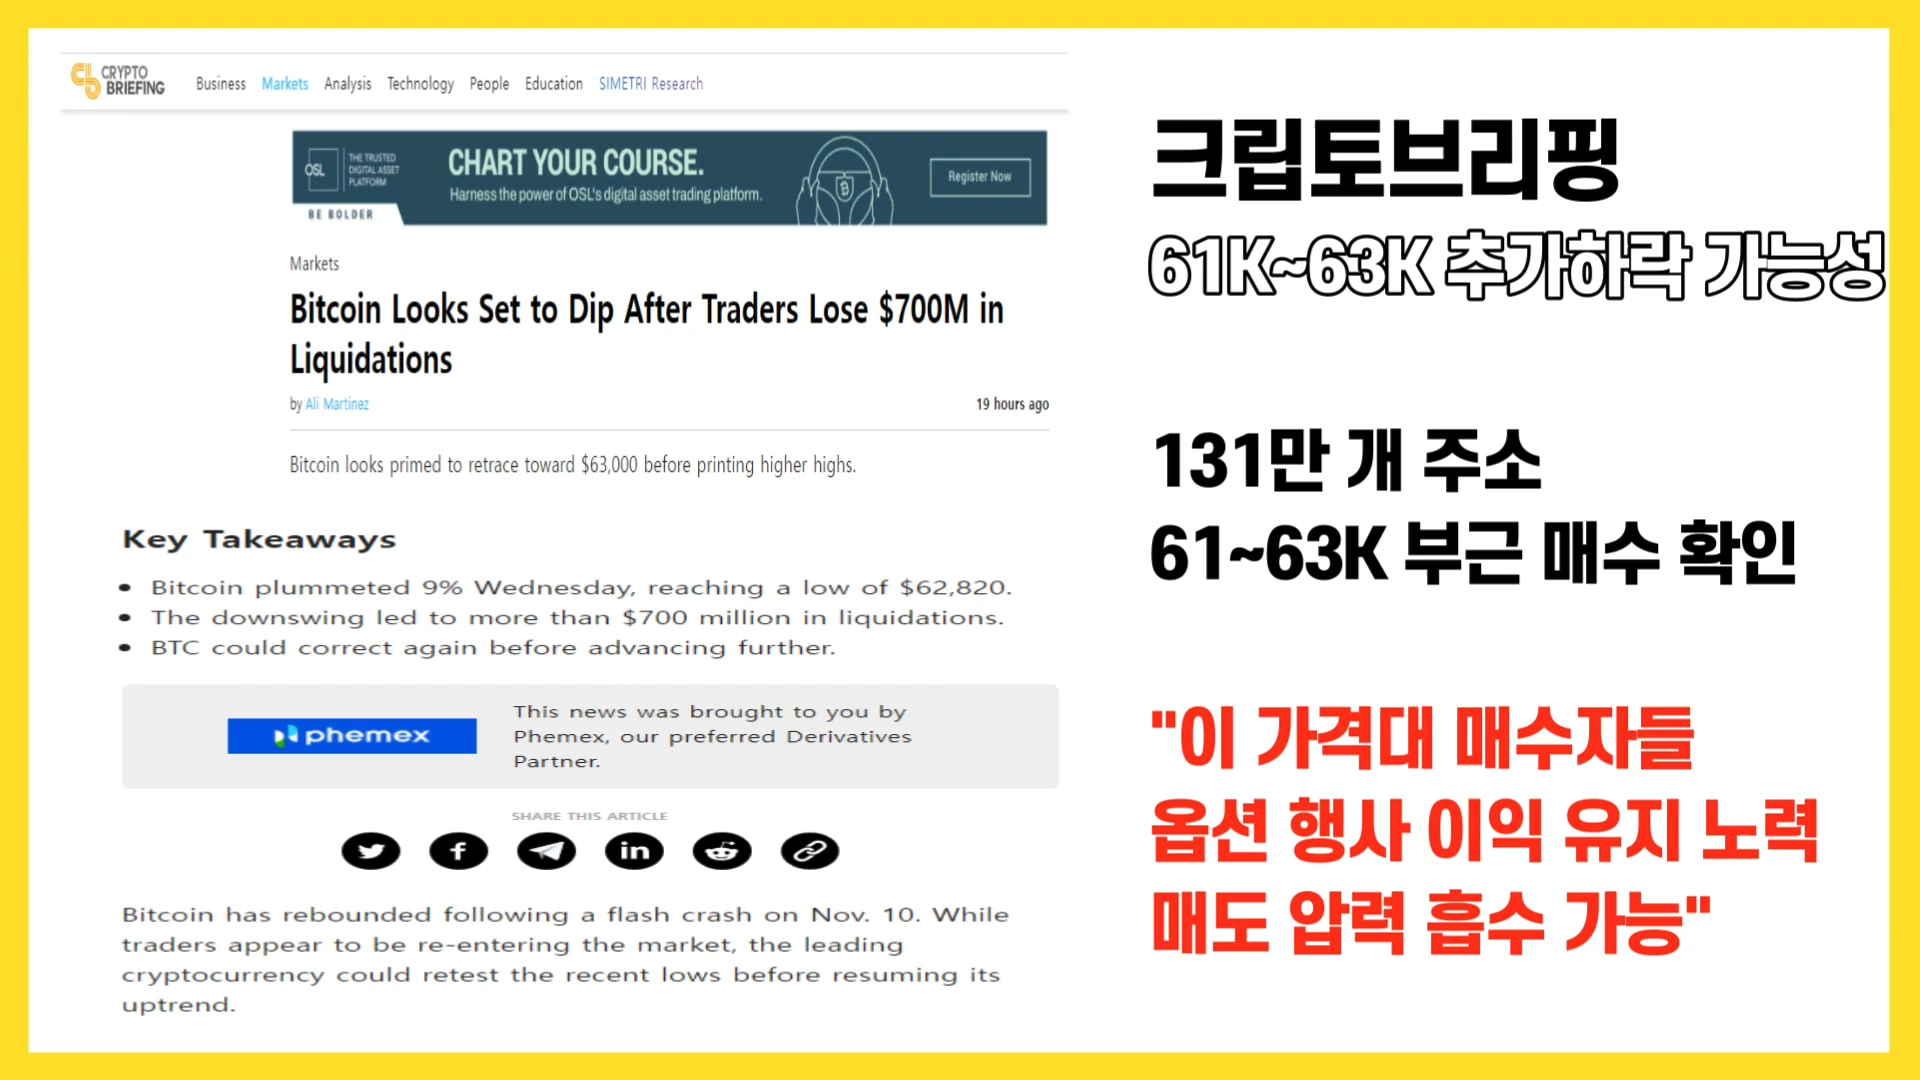 CRYPTO
BRIEFING
Business Markets Analysis Technology People Education SIMETRI Research
OSL
THE TRUSTED
DIGITAL ASSET
PLATFORM
BE BOLDER
CHART YOUR COURSE.
Harness the power of OSL's digital asset trading platform.
Register Now
Markets
Bitcoin Looks Set to Dip After Traders Lose $700M in
Liquidations
by Ali Martinez
19 hours ago
Bitcoin looks primed to retrace toward $63,000 before printing higher highs.
Key Takeaways
• Bitcoin plummeted 9% Wednesday, reaching a low of $62,820.
• The downswing led to more than $700 million in liquidations.
• BTC could correct again before advancing further.
phemex
This news was brought to you by
Phemex, our preferred Derivatives
Partner.
SHARE THIS ARTICLE
Bitcoin has rebounded following a flash crash on Nov. 10. While
traders appear to be re-entering the market, the leading
cryptocurrency could retest the recent lows before resuming its
uptrend.
크립토브리핑
61K~63K 추가하락 가능성
131만 개 주소
61~63K 부근 매수 확인
"이 가격대 매수자들
옵션 행사 이익 유지 노력
매도 압력 흡수 가능"